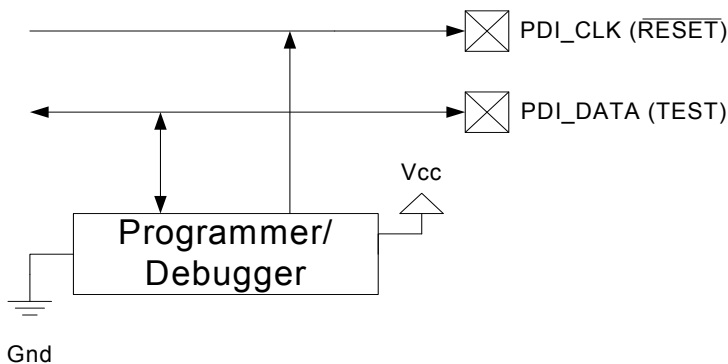 PDI_CLK (RESET)
PDI_DATA (TEST)
Vcc
Programmer/
Debugger
Gnd